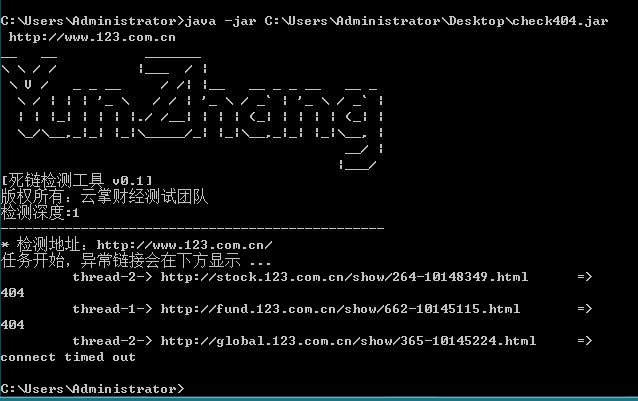 C:\Users\Administrator>java -jar C:\Users\Administrator\Desktop\check404.jar
http://www.123.com.cn
YunZhang
[死链检测工具 v0.1]
版权所有: 云掌财经测试团队
检测深度:1
------------------------------------------------
* 检测地址: http://www.123.com.cn/
任务开始, 异常链接会在下方显示 ...
thread-2-> http://stock.123.com.cn/show/264-10148349.html =>
404
thread-1-> http://fund.123.com.cn/show/662-10145115.html =>
404
thread-2-> http://global.123.com.cn/show/365-10145224.html =>
connect timed out
C:\Users\Administrator>